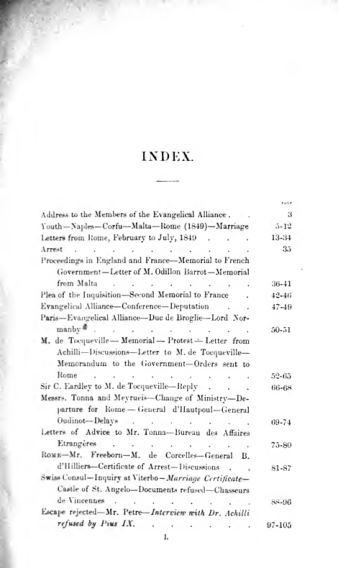 INDEX.
PAGE
Address to the Members of the Evangelical Alliance . . 3
Youth—Naples—Corfu—Malta—Rome (1849)—Marriage 5-12
Letters from Rome, February to July, 1849 . . . 13-34
Arrest . . . . . . . . . 35
Proceedings in England and France—Memorial to French
Government—Letter of M. Odillon Barrot—Memorial
from Malta . . . . . . . 36-41
Plea of the Inquisition—Second Memorial to France . 42-46
Evangelical Alliance—Conference—Deputation . . 47-49
Paris—Evangelical Alliance—Duc de Broglie—Lord Nor-
manby . . . . . . . . 50-51
M. de Tocqueville—Memorial—Protest—Letter from
Achilli—Discussions—Letter to M. de Tocqueville—
Memorandum to the Government—Orders sent to
Rome . . . . . . . . 52-65
Sir C. Eardley to M. de Tocqueville—Reply . . . 66-68
Messrs. Tonna and Meyrueis—Change of Ministry—De-
parture for Rome—General d'Hautpoul—General
Oudinot—Delays . . . . . . 69-74
Letters of Advice to Mr. Tonna—Bureau des Affaires
Etrangères . . . . . . . 75-80
Rome—Mr. Freeborn—M. de Corcelles—General B.
d'Hilliers—Certificate of Arrest—Discussions . . 81-87
Swiss Consul—Inquiry at Viterbo—Marriage Certificate—
Castle of St. Angelo—Documents refused—Chasseurs
de Vincennes . . . . . . . 88-96
Escape rejected—Mr. Petre—Interview with Dr. Achilli
refused by Pius IX. . . . . . . 97-105